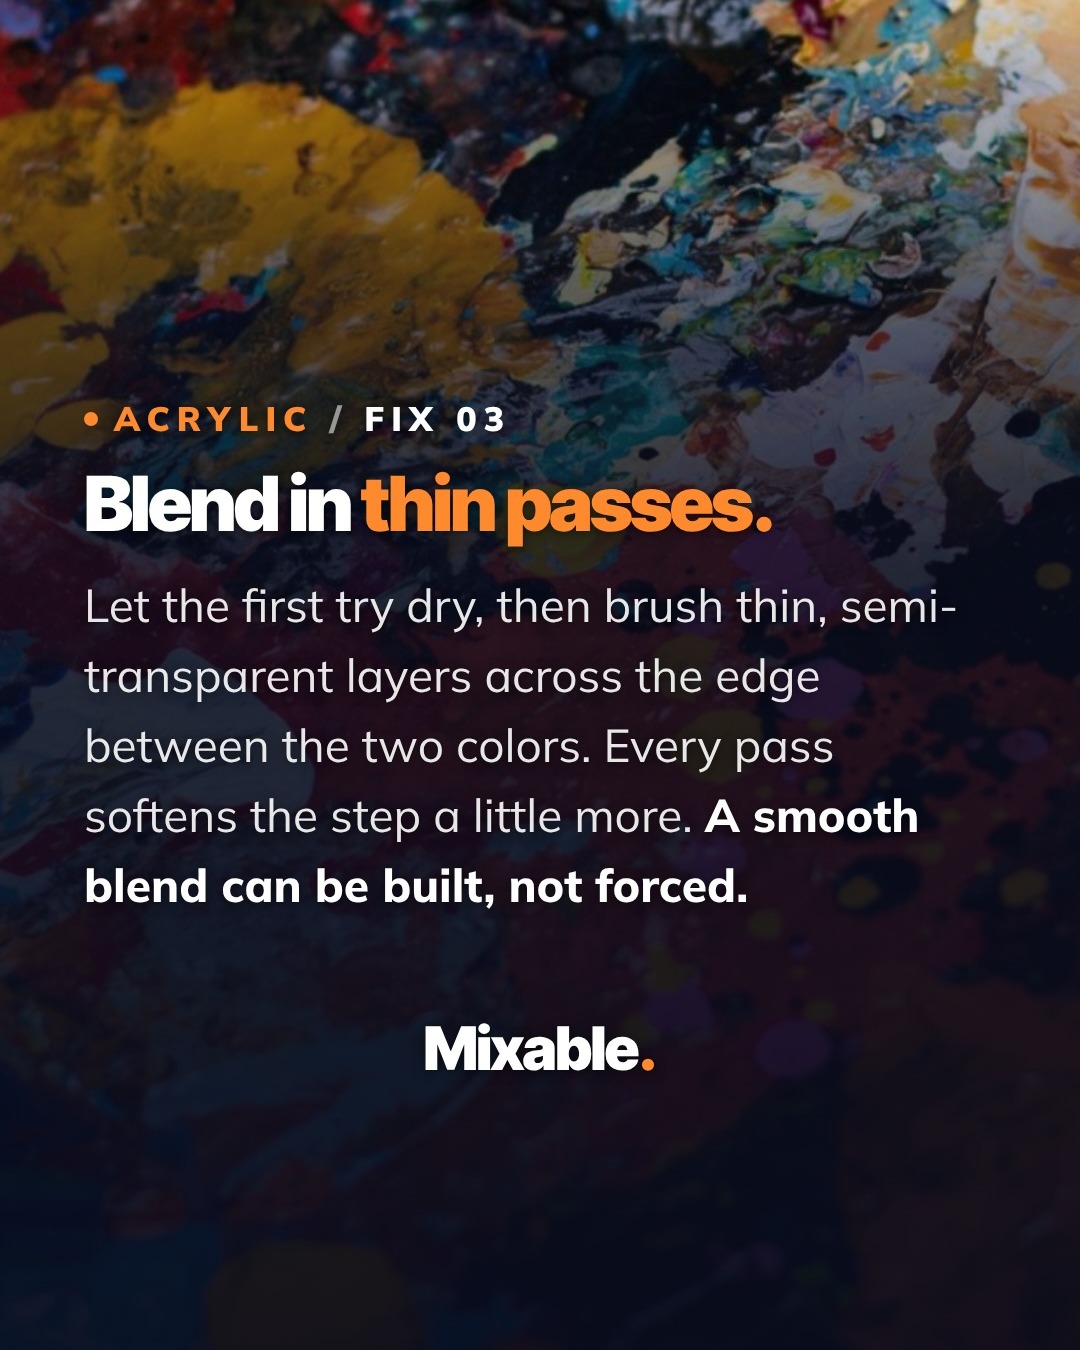 • ACRYLIC / FIX 03
Blend in thin passes.
Let the first try dry, then brush thin, semi-
transparent layers across the edge
between the two colors. Every pass
softens the step a little more. A smooth
blend can be built, not forced.
Mixable.